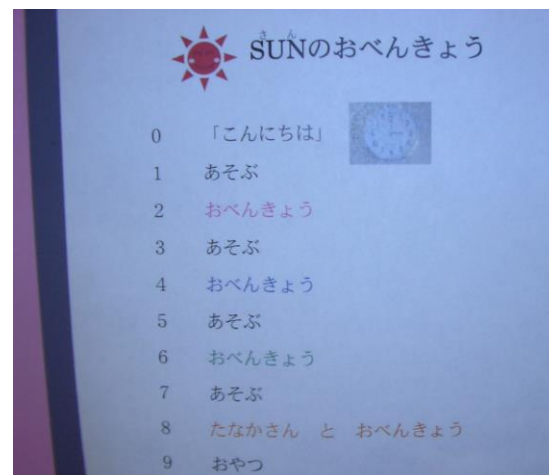 SUNのおべんきょう
さん
0 「こんにちは」
1 あそぶ
2 おべんきょう
3 あそぶ
4 おべんきょう
5 あそぶ
6 おべんきょう
7 あそぶ
8 たなかさん と おべんきょう
9 おやつ